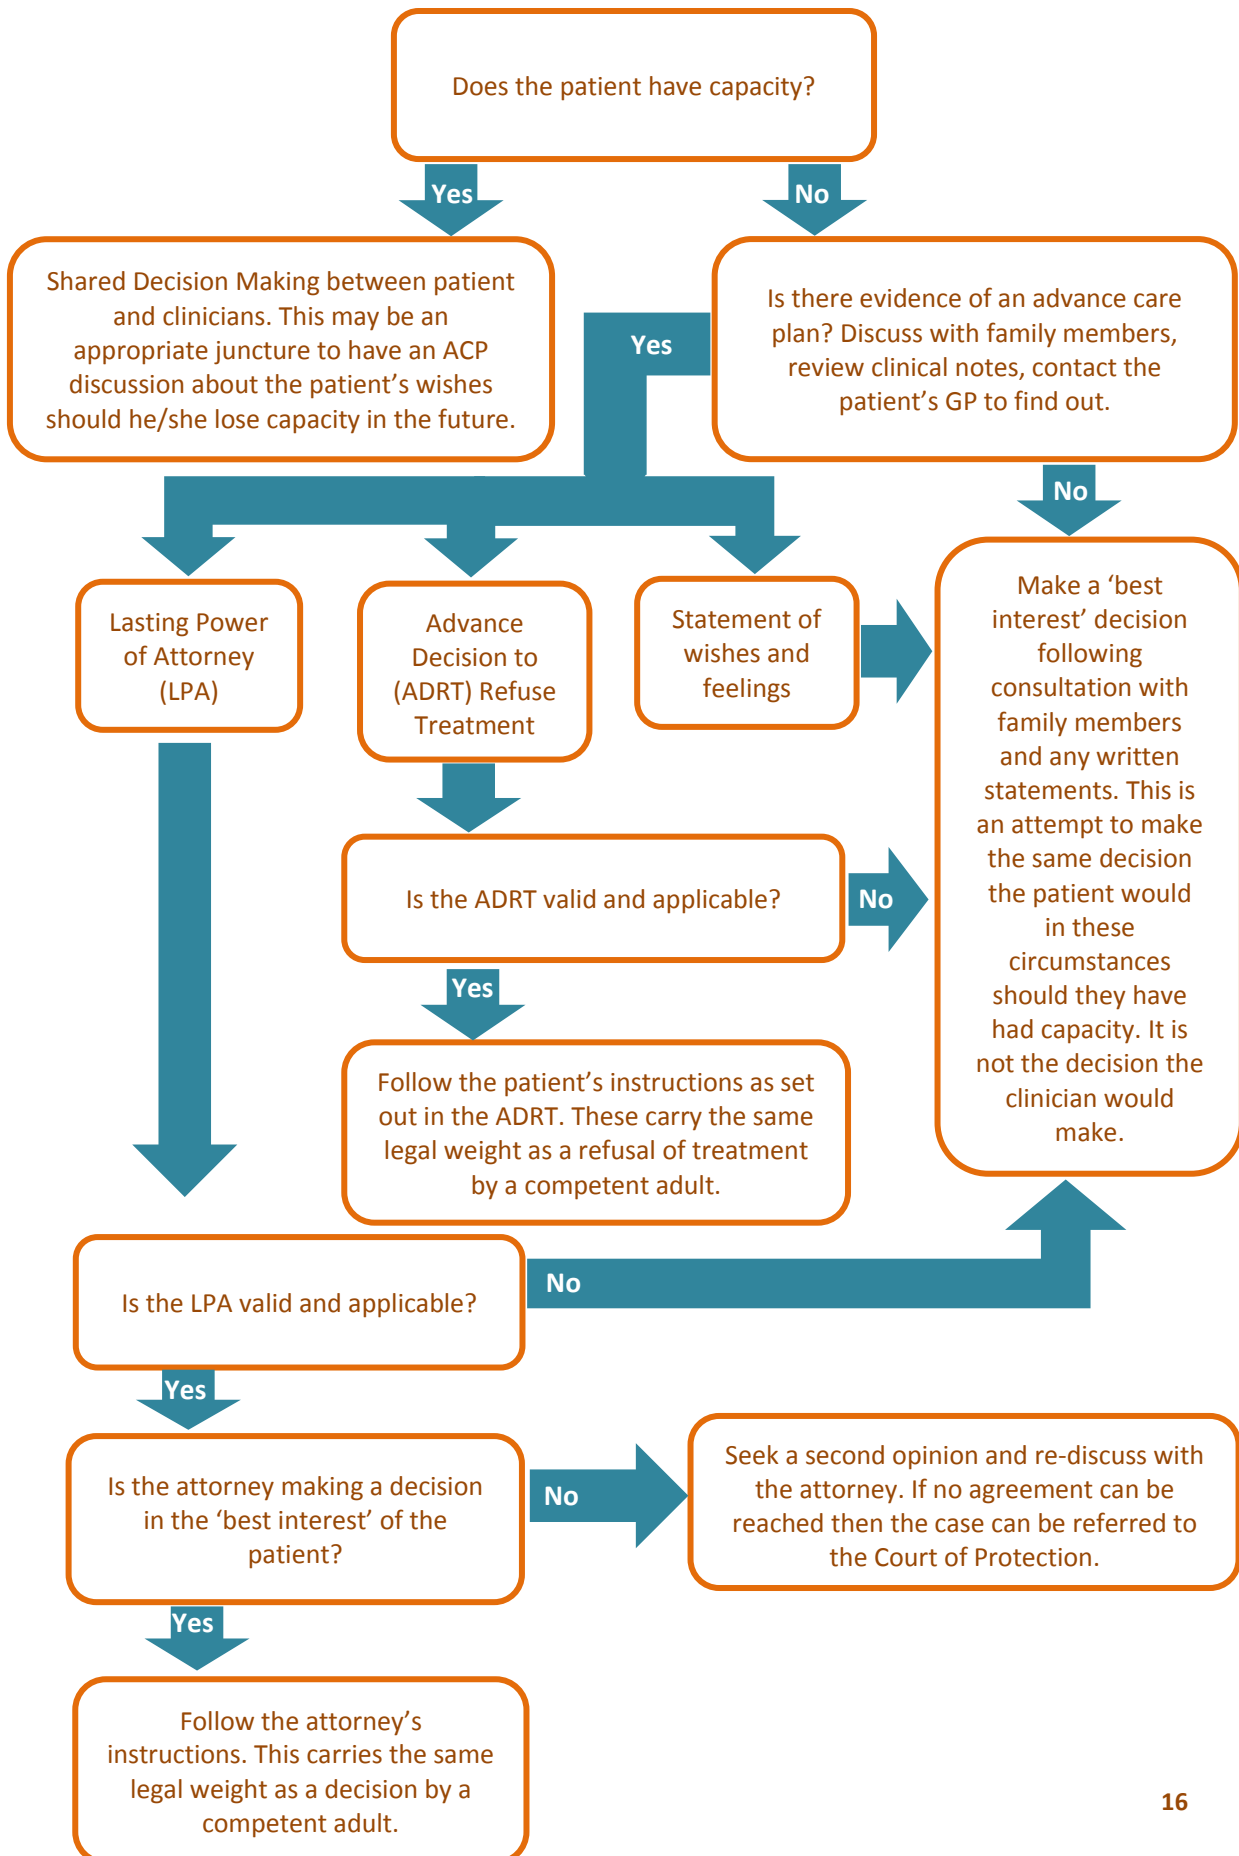 Does the patient have capacity?
Yes
No
Shared Decision Making between patient
and clinicians. This may be an
appropriate juncture to have an ACP
discussion about the patient’s wishes
should he/she lose capacity in the future.
Yes
Is there evidence of an advance care
plan? Discuss with family members,
review clinical notes, contact the
patient’s GP to find out.
No
Lasting Power
of Attorney
(LPA)
Advance
Decision to
(ADRT) Refuse
Treatment
Statement of
wishes and
feelings
Make a ‘best
interest’ decision
following
consultation with
family members
and any written
statements. This is
an attempt to make
the same decision
the patient would
in these
circumstances
should they have
had capacity. It is
not the decision the
clinician would
make.
Is the ADRT valid and applicable?
No
Yes
Follow the patient’s instructions as set
out in the ADRT. These carry the same
legal weight as a refusal of treatment
by a competent adult.
Is the LPA valid and applicable?
No
Yes
Is the attorney making a decision
in the ‘best interest’ of the
patient?
No
Seek a second opinion and re-discuss with
the attorney. If no agreement can be
reached then the case can be referred to
the Court of Protection.
Yes
Follow the attorney’s
instructions. This carries the same
legal weight as a decision by a
competent adult.
16